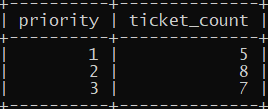 +----------+--------------+
| priority | ticket_count |
+----------+--------------+
|        1 |            5 |
|        2 |            8 |
|        3 |            7 |
+----------+--------------+